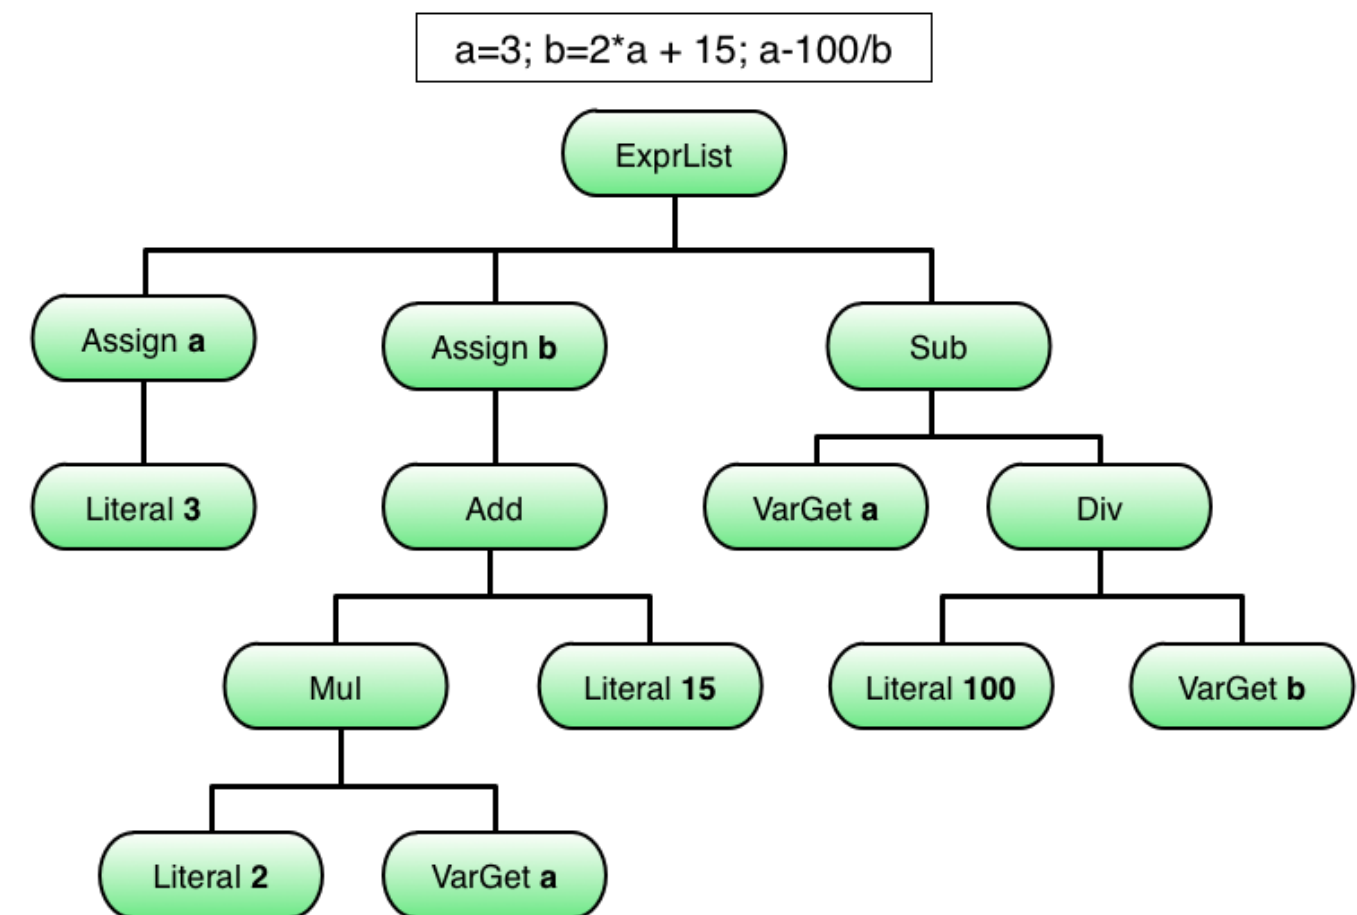 a=3; b=2*a + 15; a-100/b
ExprList
Assign a
Assign b
Sub
Literal 3
Add
VarGet a
Div
Mul
Literal 15
Literal 100
VarGet b
Literal 2
VarGet a